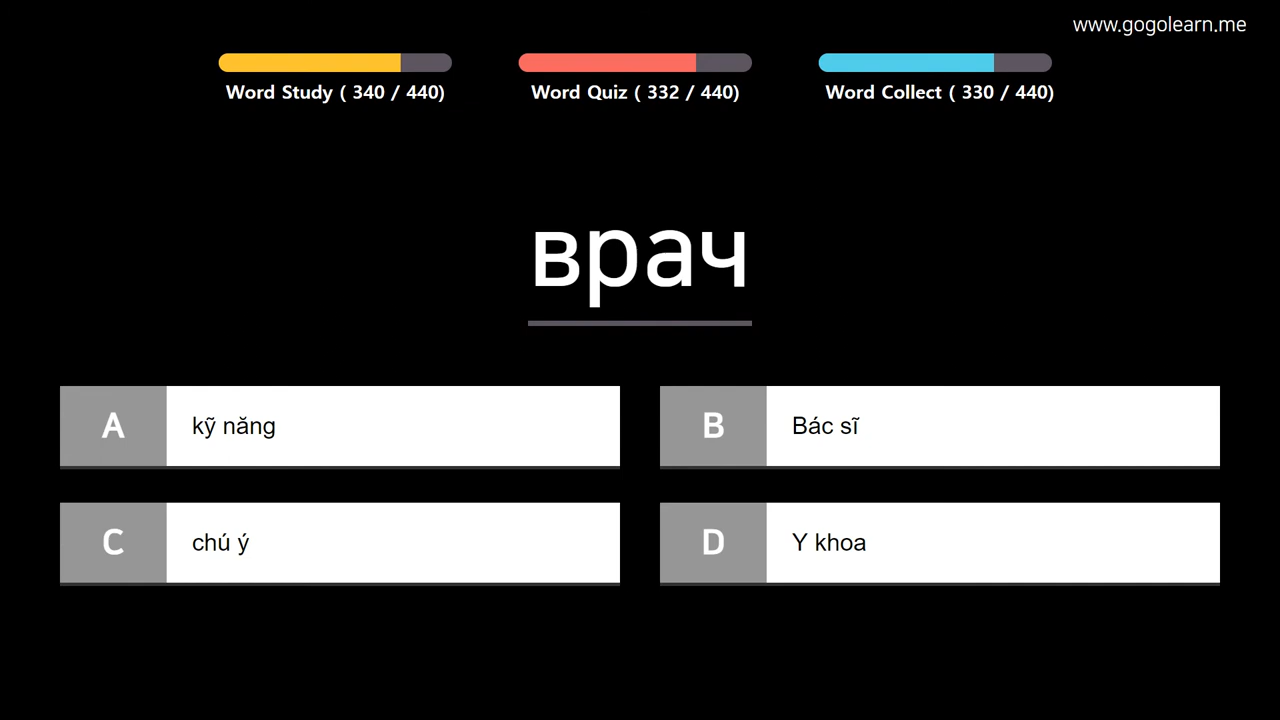 www.gogolearn.me
Word Study ( 340 / 440)
Word Quiz ( 332 / 440)
Word Collect ( 330 / 440)
врач
A
kỹ năng
B
Bác sĩ
C
chú ý
D
Y khoa